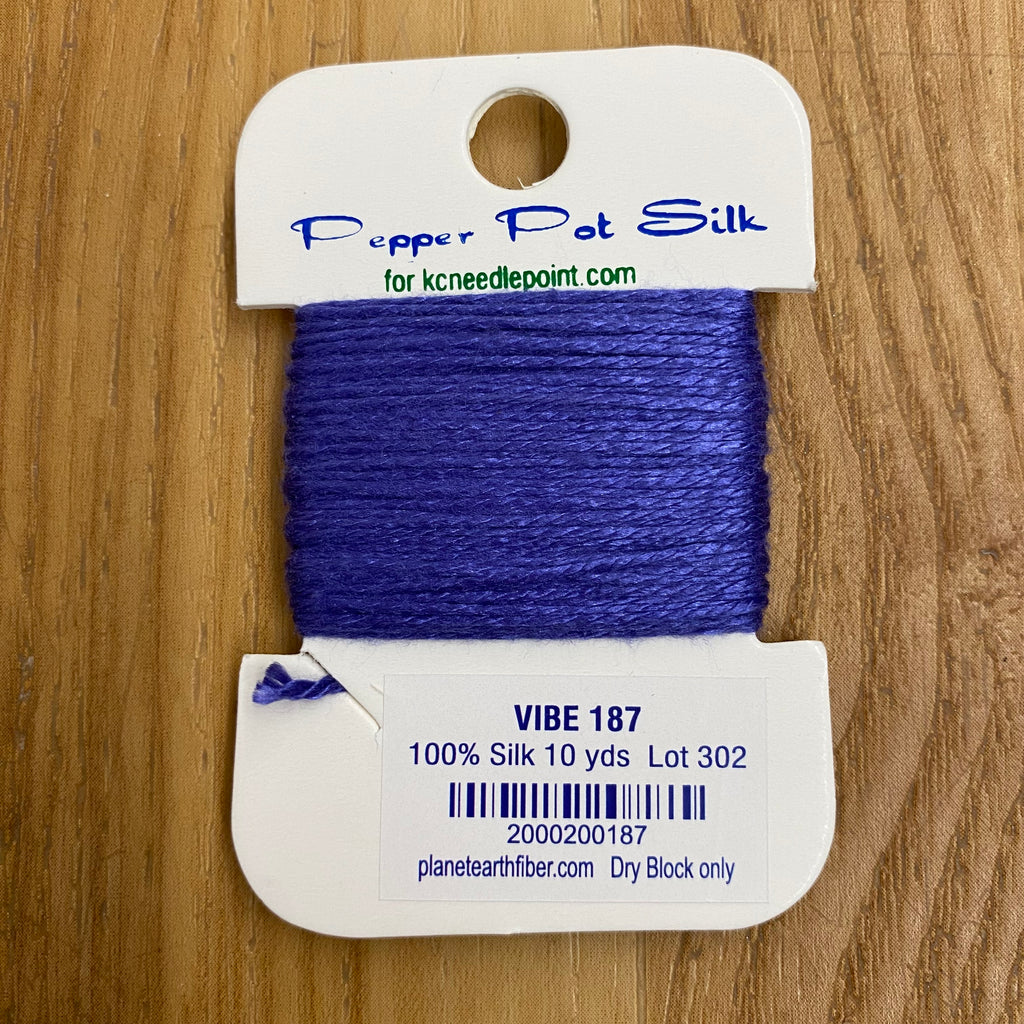 Pepper Pot Silk
for kcneedlepoint.com
VIBE 187
100% Silk 10 yds Lot 302
2000200187
planetearthfiber.com Dry Block only